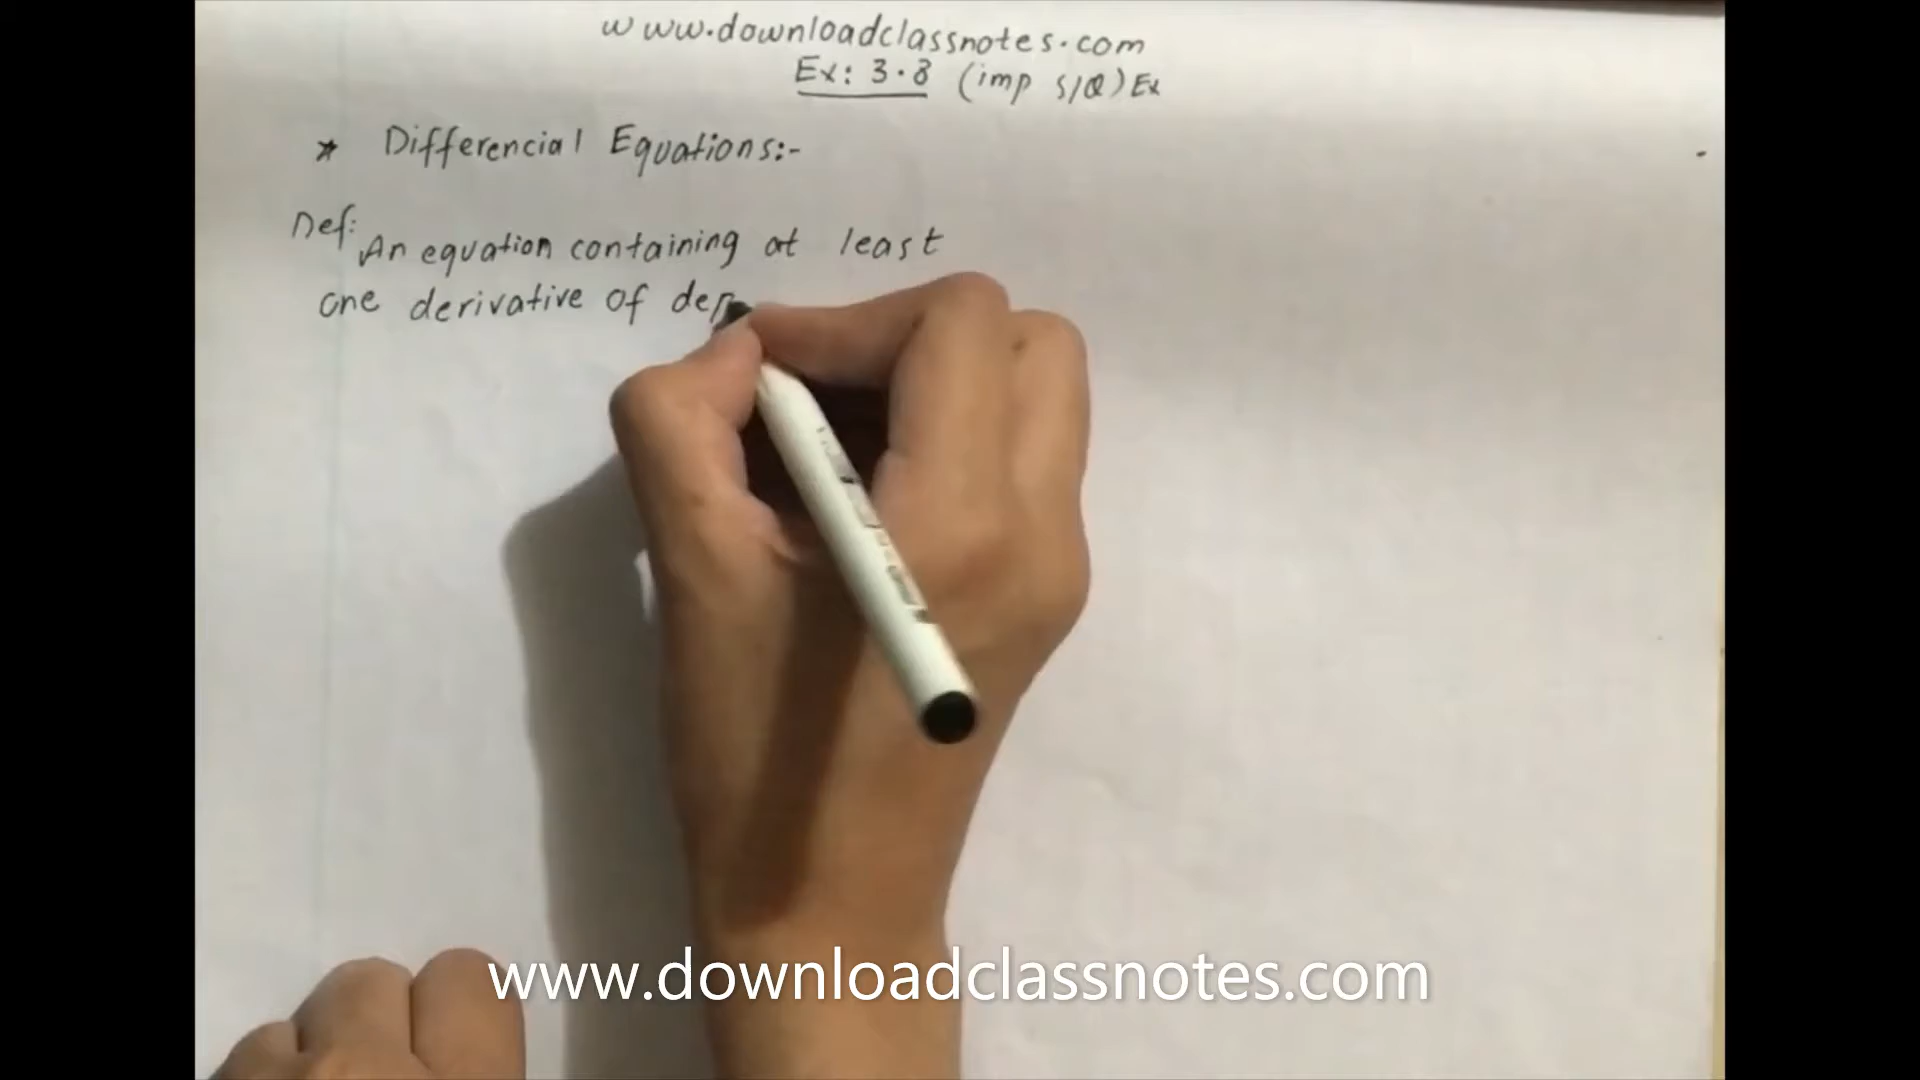 www.downloadclassnotes.com
Ex: 3.8 (imp S/Q) Ex
* Differencial Equations:-
Def: An equation containing at least
one derivative of dep
www.downloadclassnotes.com